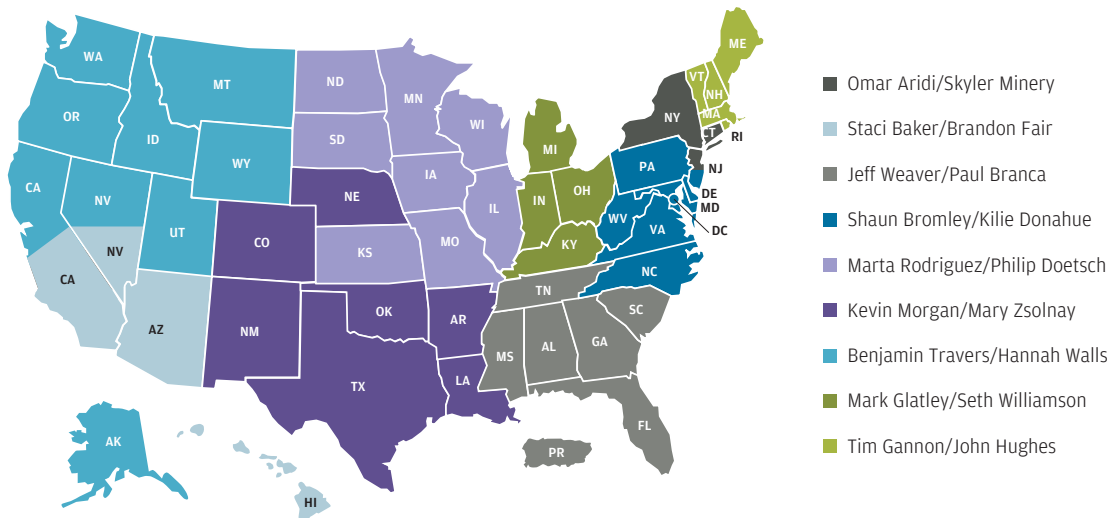 WA
MT
ND
MN
ME
VT
NH
MA
OR
ID
SD
WI
NY
CT
RI
WY
MI
PA
NJ
CA
NV
NE
IA
IL
IN
OH
DE
MD
UT
CO
WV
VA
DC
NV
KS
MO
KY
CA
NC
TN
AZ
NM
OK
AR
SC
MS
AL
GA
TX
LA
FL
AK
PR
HI
Omar Aridi/Skyler Minery
Staci Baker/Brandon Fair
Jeff Weaver/Paul Branca
Shaun Bromley/Kilie Donahue
Marta Rodriguez/Philip Doetsch
Kevin Morgan/Mary Zsolnay
Benjamin Travers/Hannah Walls
Mark Glatley/Seth Williamson
Tim Gannon/John Hughes